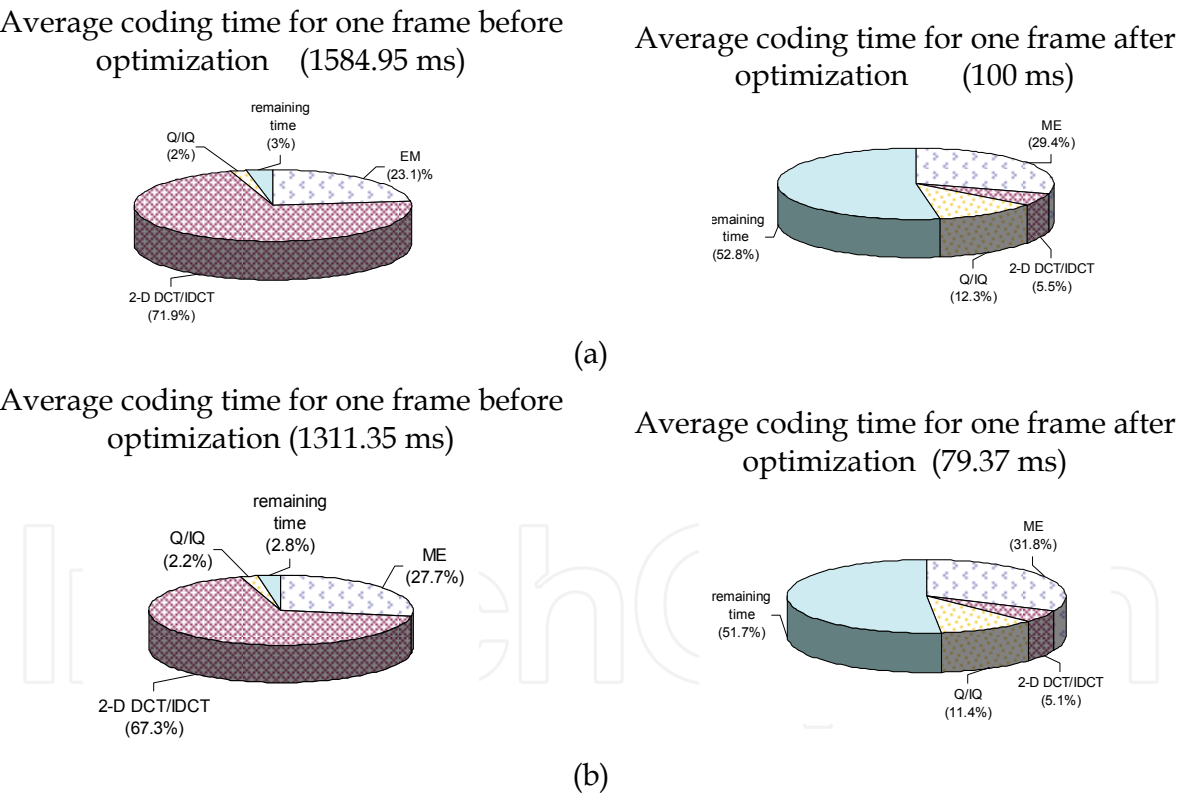 Average coding time for one frame before
optimization (1584.95 ms)
remaining
time
(3%)
Q/IQ
(2%)
EM
(23.1)%
2-D DCT/IDCT
(71.9%)
Average coding time for one frame after
optimization (100 ms)
ME
(29.4%)
emaining
time
(52.8%)
Q/IQ
(12.3%)
2-D DCT/IDCT
(5.5%)
(a)
Average coding time for one frame before
optimization (1311.35 ms)
remaining
time
(2.8%)
Q/IQ
(2.2%)
ME
(27.7%)
2-D DCT/IDCT
(67.3%)
Average coding time for one frame after
optimization (79.37 ms)
ME
(31.8%)
remaining
time
(51.7%)
Q/IQ
(11.4%)
2-D DCT/IDCT
(5.1%)
(b)